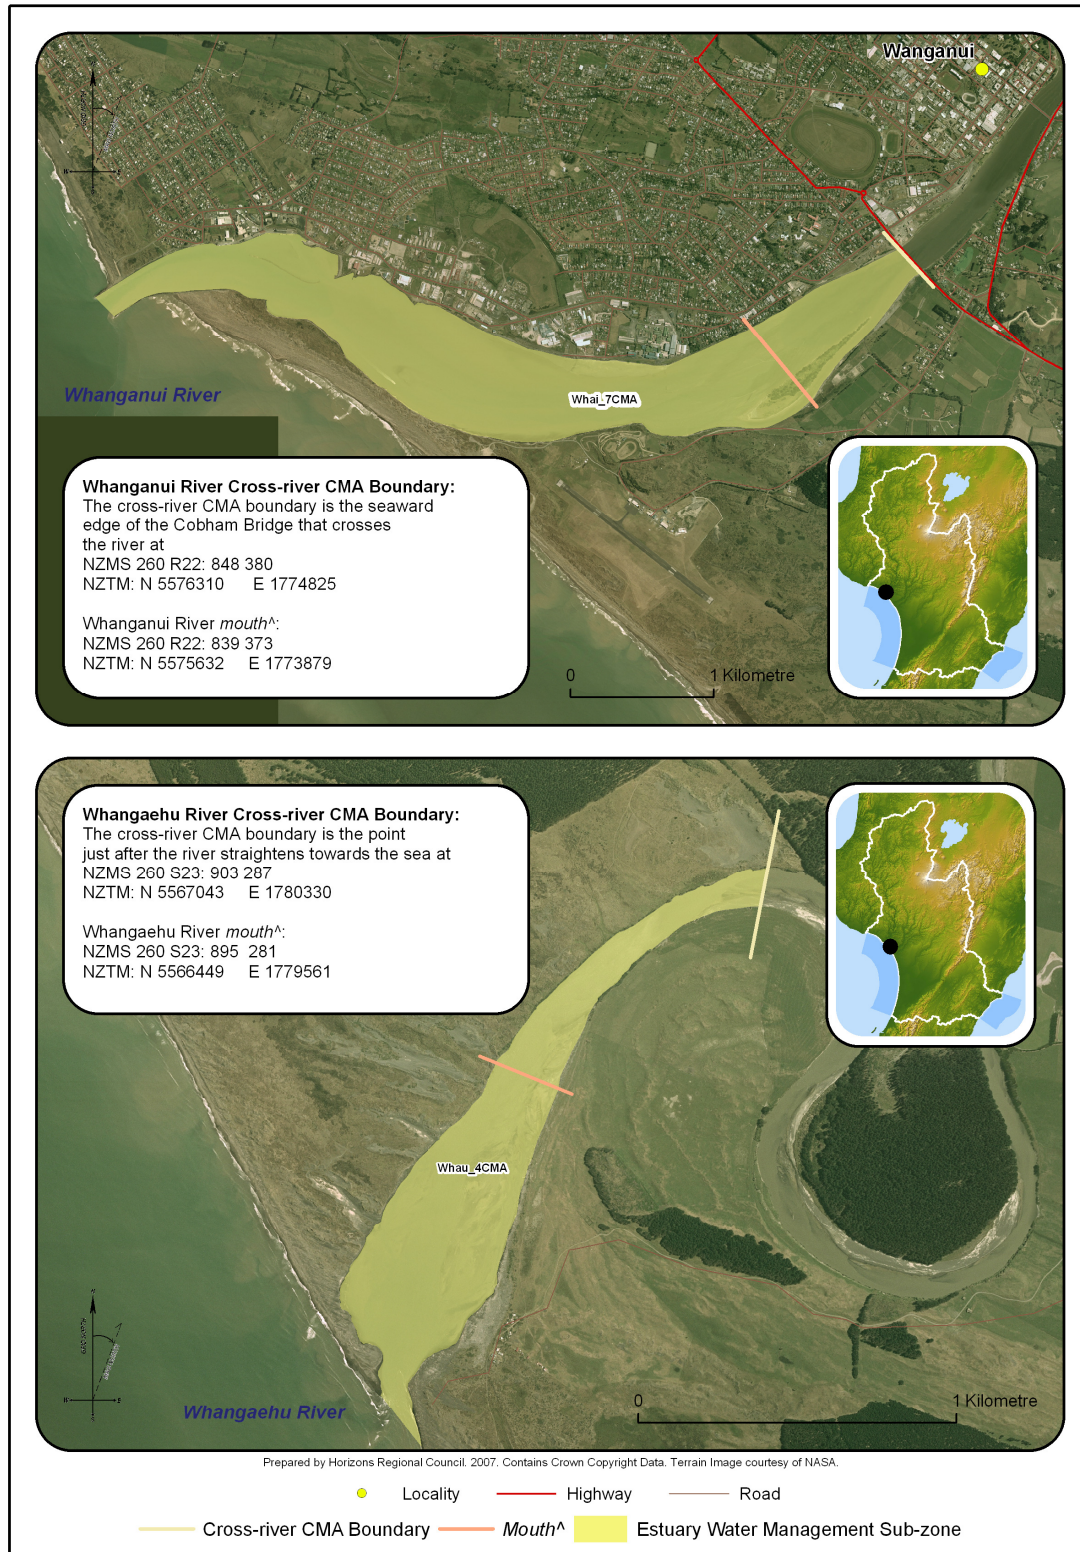 Wanganui
Whanganui River
Whai_7CMA
Whanganui River Cross-river CMA Boundary:
The cross-river CMA boundary is the seaward
edge of the Cobham Bridge that crosses
the river at
NZMS 260 R22: 848 380
NZTM: N 5576310 E 1774825
Whanganui River mouth^:
NZMS 260 R22: 839 373
NZTM: N 5575632 E 1773879
0 1 Kilometre
Whangaehu River Cross-river CMA Boundary:
The cross-river CMA boundary is the point
just after the river straightens towards the sea at
NZMS 260 S23: 903 287
NZTM: N 5567043 E 1780330
Whangaehu River mouth^:
NZMS 260 S23: 895 281
NZTM: N 5566449 E 1779561
Whau_4CMA
Whangaehu River
0 1 Kilometre
Prepared by Horizons Regional Council. 2007. Contains Crown Copyright Data. Terrain Image courtesy of NASA.
Locality Highway Road
Cross-river CMA Boundary Mouth^ Estuary Water Management Sub-zone